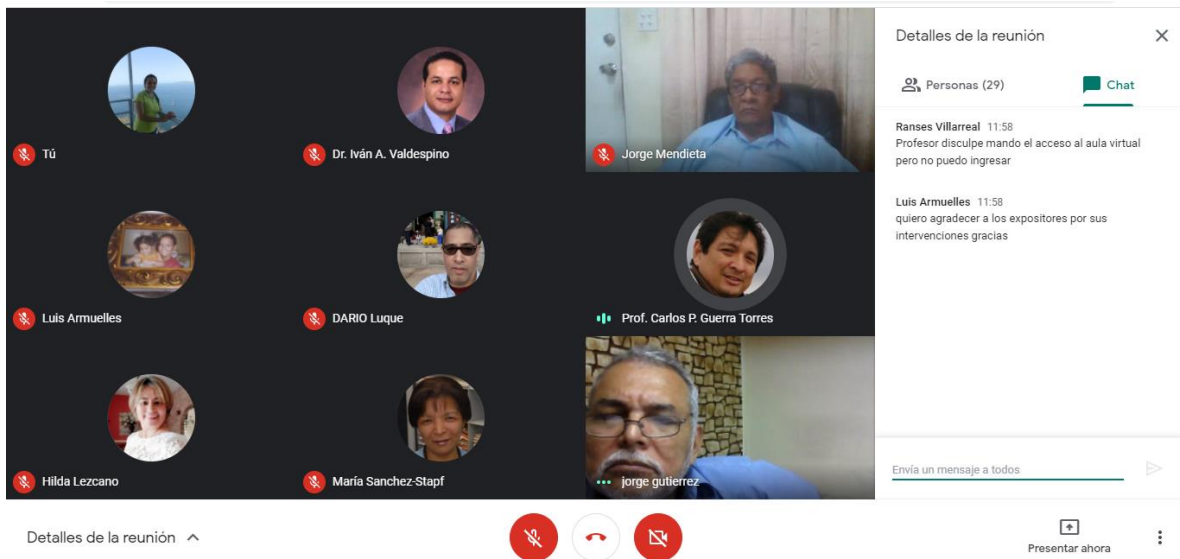 Tú
Dr. Iván A. Valdespino
Jorge Mendieta
Luis Armuelles
DARIO Luque
Prof. Carlos P. Guerra Torres
Hilda Lezcano
María Sanchez-Stapf
jorge gutierrez
Detalles de la reunión
Personas (29)
Chat
Ranses Villarreal 11:58
Profesor disculpe mando el acceso al aula virtual
pero no puedo ingresar
Luis Armuelles 11:58
quiero agradecer a los expositores por sus
intervenciones gracias
Envía un mensaje a todos
Detalles de la reunión
Presentar ahora